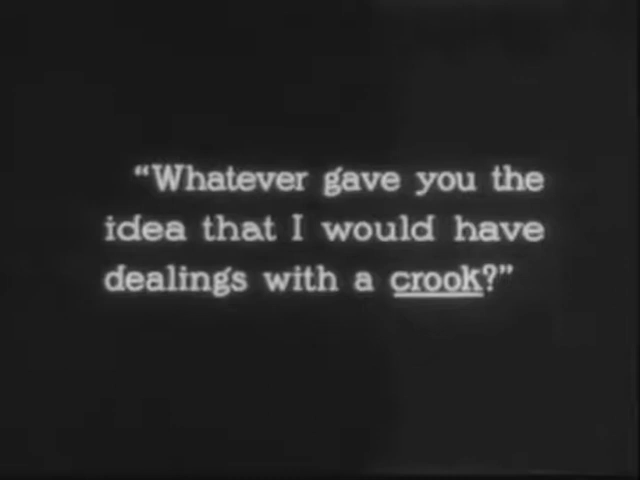 “Whatever gave you the
idea that I would have
dealings with a crook?”